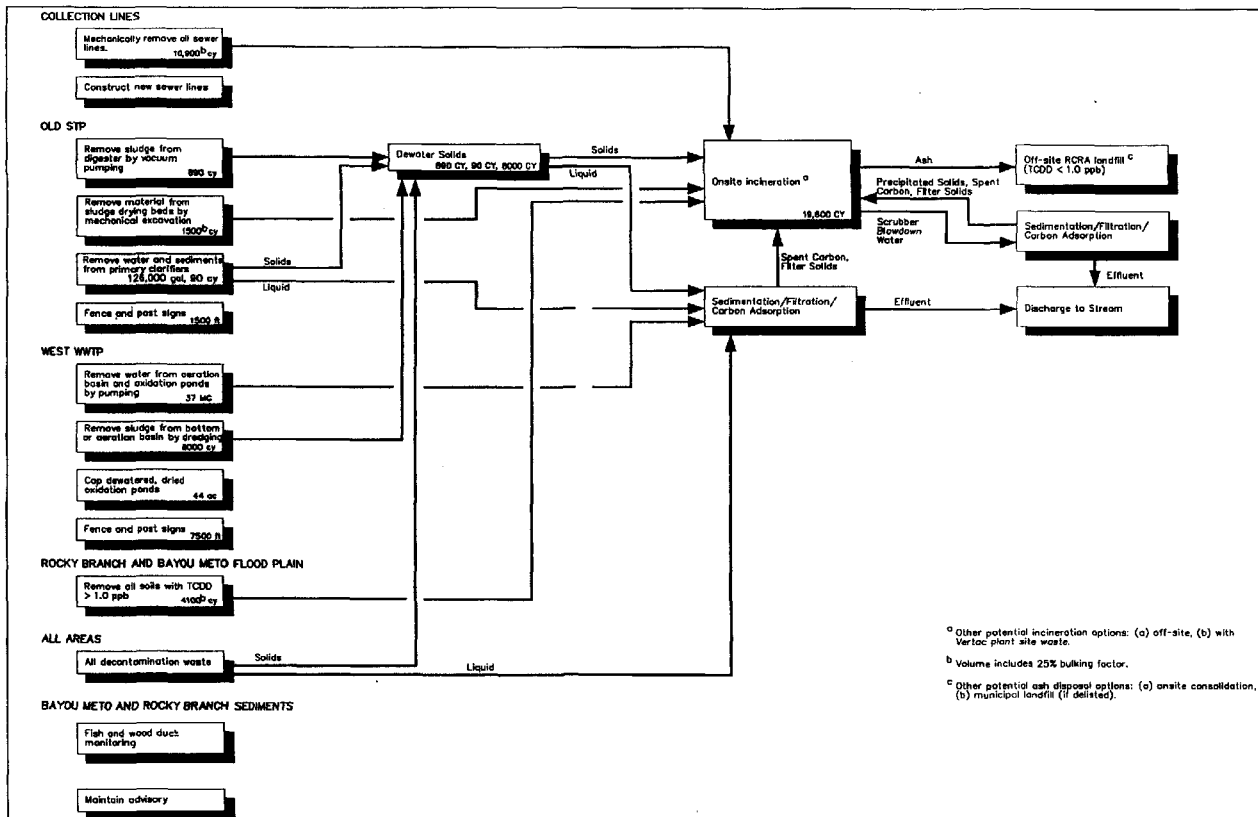 COLLECTION LINES
Mechanically remove all sewer
lines.
10,900b cy
Construct new sewer lines
OLD STP
Remove sludge from
digester by vacuum
pumping
690 cy
Remove material from
sludge drying beds by
mechanical excavation
1500b cy
Remove water and sediments
from primary clarifiers
126,000 gal, 90 cy
Solids
Liquid
Fence and post signs
1500 ft
WEST WWTP
Remove water from aeration
basin and oxidation ponds
by pumping
37 MG
Remove sludge from bottom
or aeration basin by dredging
8000 cy
Cap dewatered, dried
oxidation ponds
44 ac
Fence and post signs
7500 ft
ROCKY BRANCH AND BAYOU METO FLOOD PLAIN
Remove all soils with TCDD
> 1.0 ppb
4100b cy
ALL AREAS
All decontamination waste
Solids
Liquid
BAYOU METO AND ROCKY BRANCH SEDIMENTS
Fish and wood duct
monitoring
Maintain advisory
Dewater Solids
690 CY, 90 CY, 8000 CY
Solids
Liquid
Onsite incineration a
19,600 CY
Ash
Off-site RCRA landfill c
(TCDD < 1.0 ppb)
Precipitated Solids, Spent
Carbon, Filter Solids
Scrubber
Blowdown
Water
Sedimentation/Filtration/
Carbon Adsorption
Spent Carbon,
Filter Solids
Effluent
Sedimentation/Filtration/
Carbon Adsorption
Effluent
Discharge to Stream
a Other potential incineration options: (a) off-site, (b) with
Vertac plant site waste.
b Volume includes 25% bulking factor.
c Other potential ash disposal options: (a) onsite consolidation,
(b) municipal landfill (if delisted).